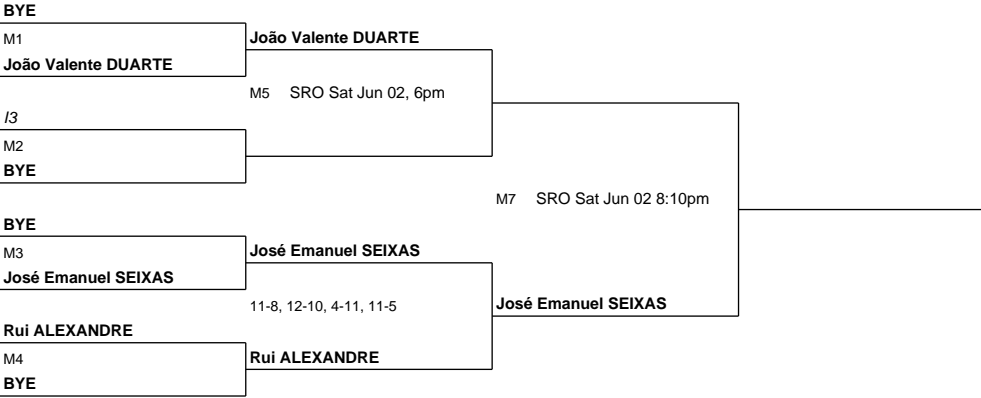 BYE
M1
João Valente DUARTE
João Valente DUARTE
M5 SRO Sat Jun 02, 6pm
I3
M2
BYE
M7 SRO Sat Jun 02 8:10pm
BYE
M3
José Emanuel SEIXAS
José Emanuel SEIXAS
11-8, 12-10, 4-11, 11-5
José Emanuel SEIXAS
Rui ALEXANDRE
M4
Rui ALEXANDRE
BYE